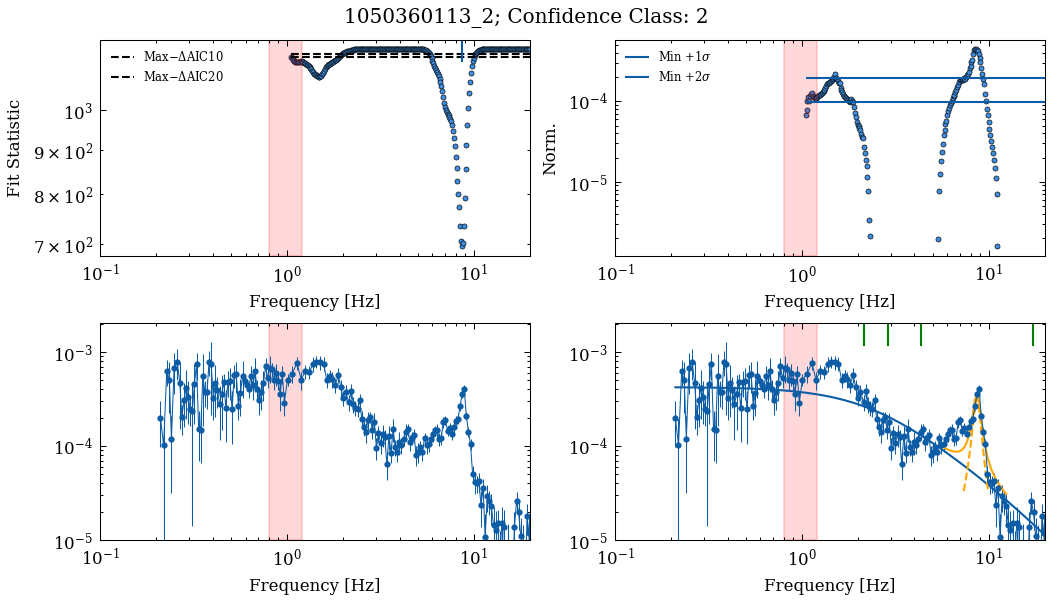 1050360113_2; Confidence Class: 2
Max−ΔAIC10
Max−ΔAIC20
Fit Statistic
10³
9 × 10²
8 × 10²
7 × 10²
10⁻¹ 10⁰ 10¹
Frequency [Hz]
Min +1σ
Min +2σ
Norm.
10⁻⁴
10⁻⁵
10⁻¹ 10⁰ 10¹
Frequency [Hz]
10⁻³
10⁻⁴
10⁻⁵
10⁻¹ 10⁰ 10¹
Frequency [Hz]
10⁻³
10⁻⁴
10⁻⁵
10⁻¹ 10⁰ 10¹
Frequency [Hz]